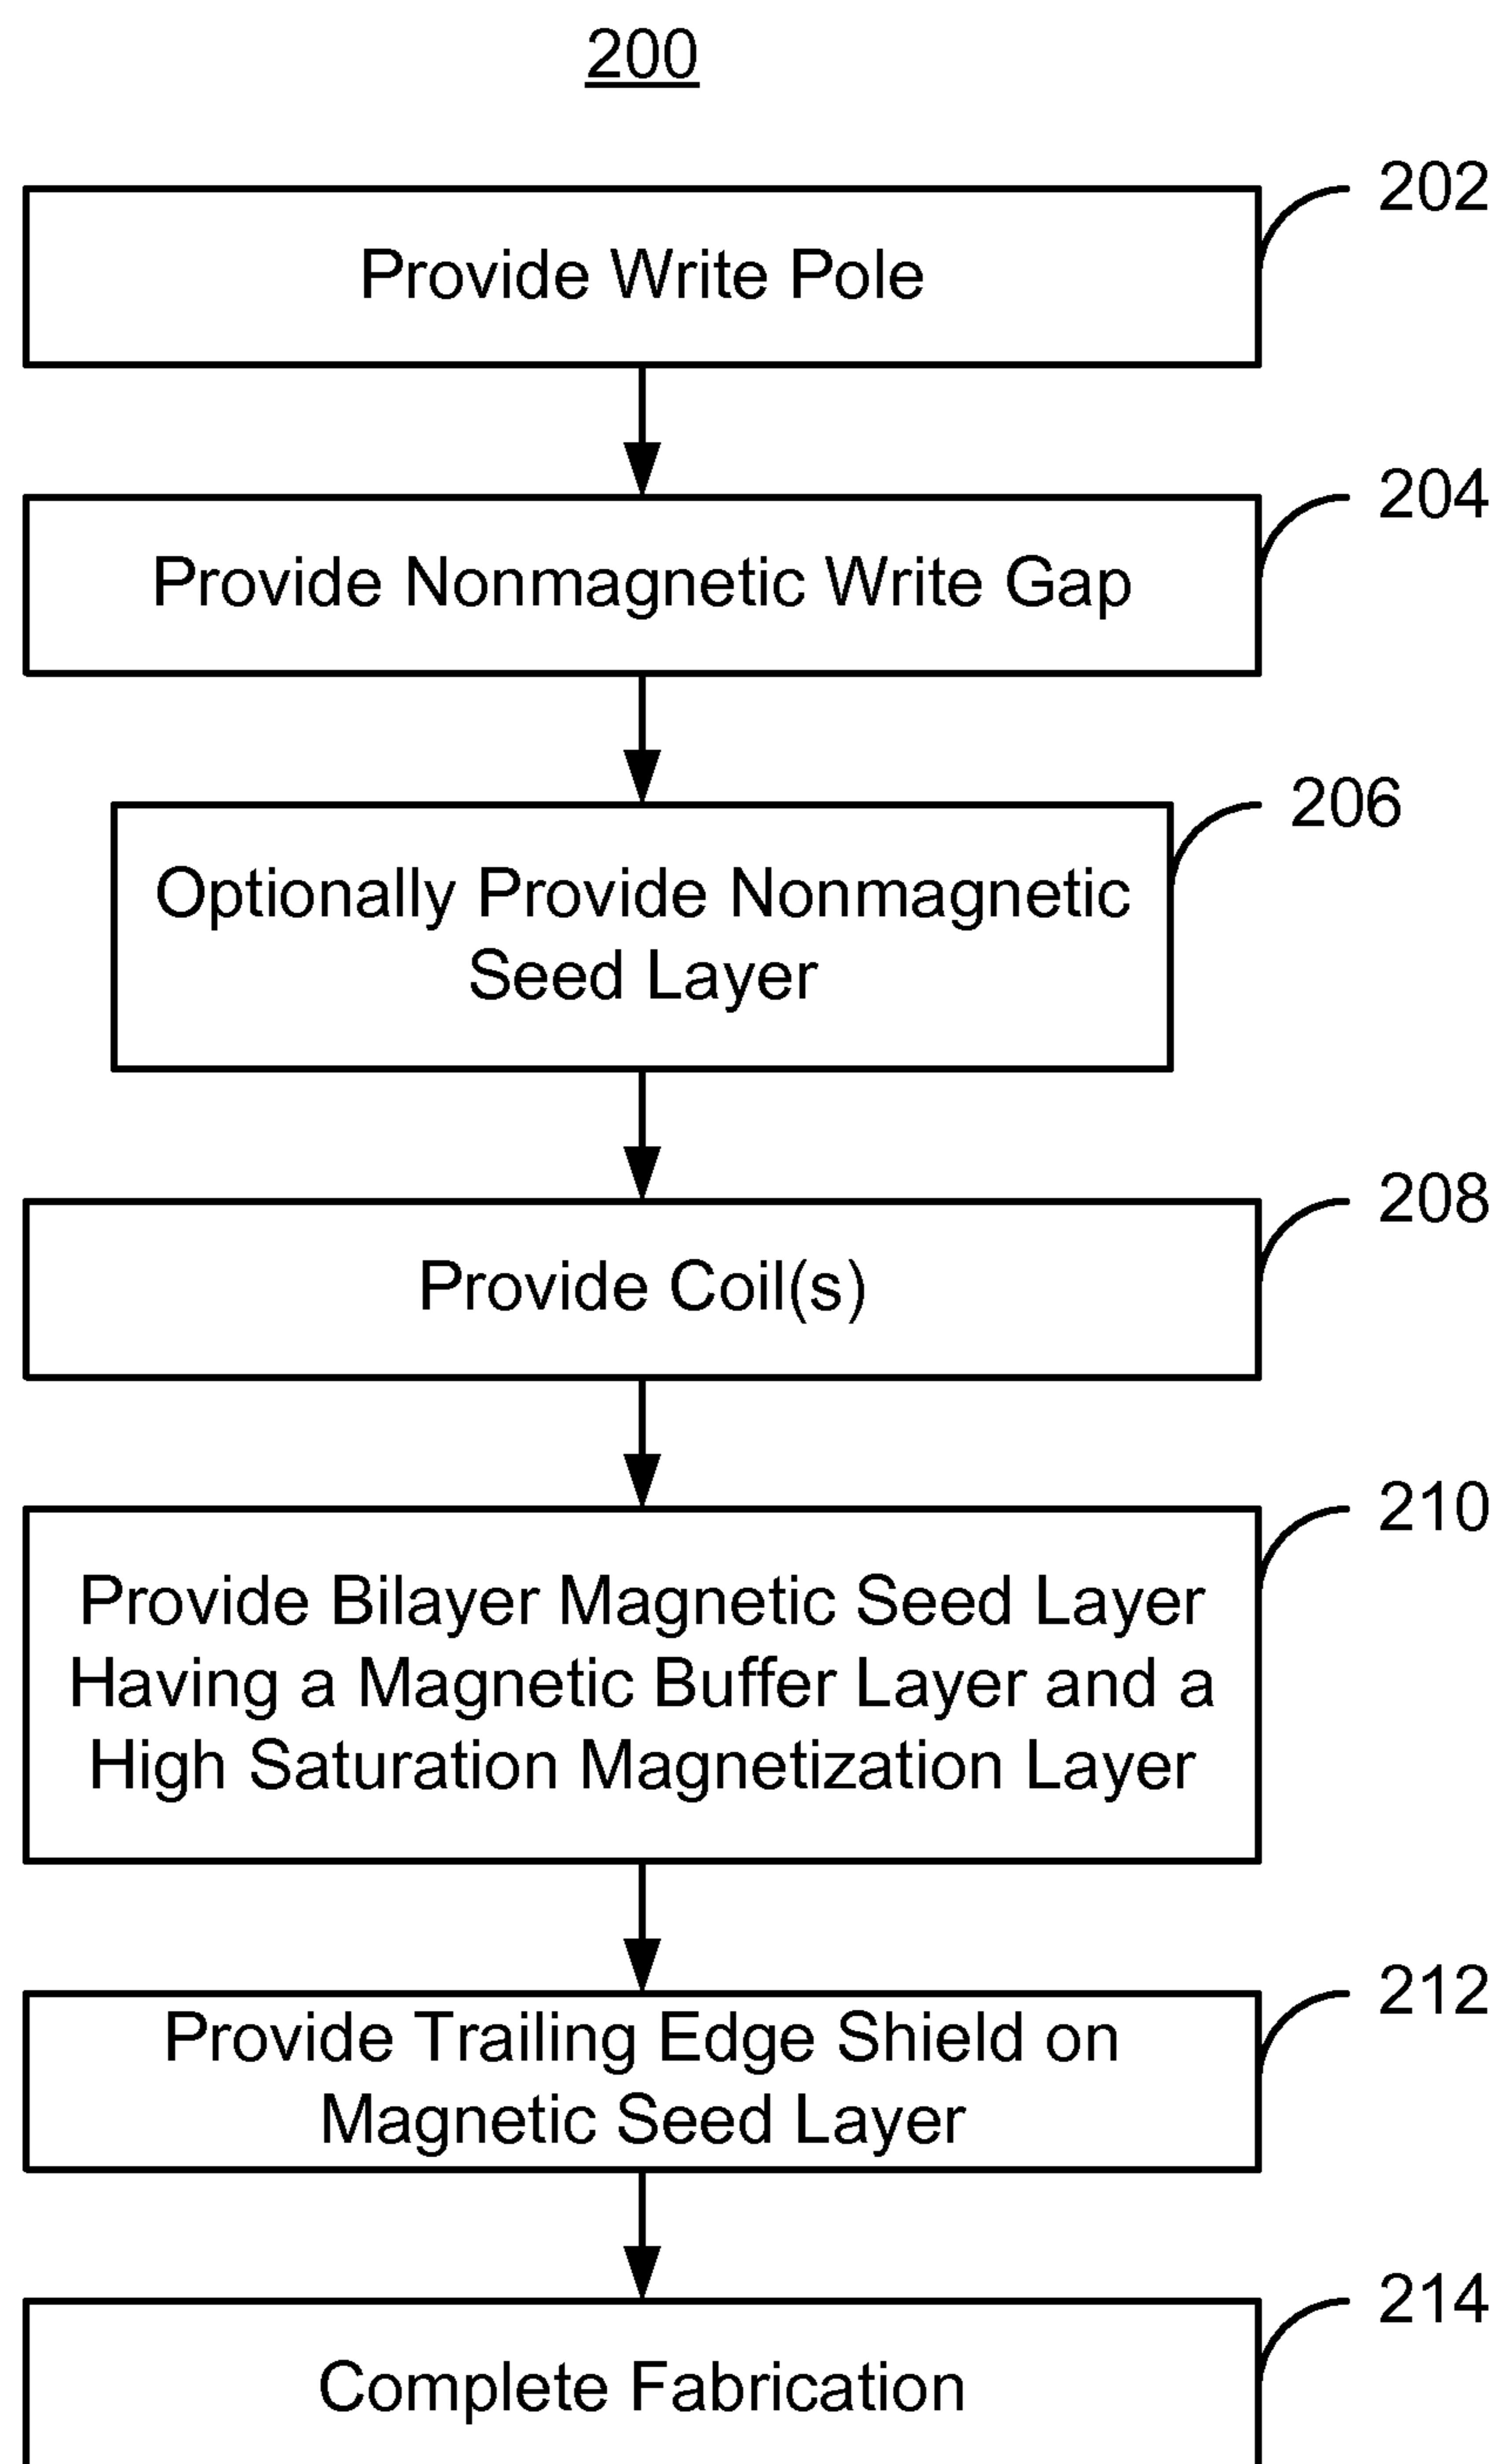 200
202
Provide Write Pole
204
Provide Nonmagnetic Write Gap
206
Optionally Provide Nonmagnetic
Seed Layer
208
Provide Coil(s)
210
Provide Bilayer Magnetic Seed Layer
Having a Magnetic Buffer Layer and a
High Saturation Magnetization Layer
212
Provide Trailing Edge Shield on
Magnetic Seed Layer
214
Complete Fabrication